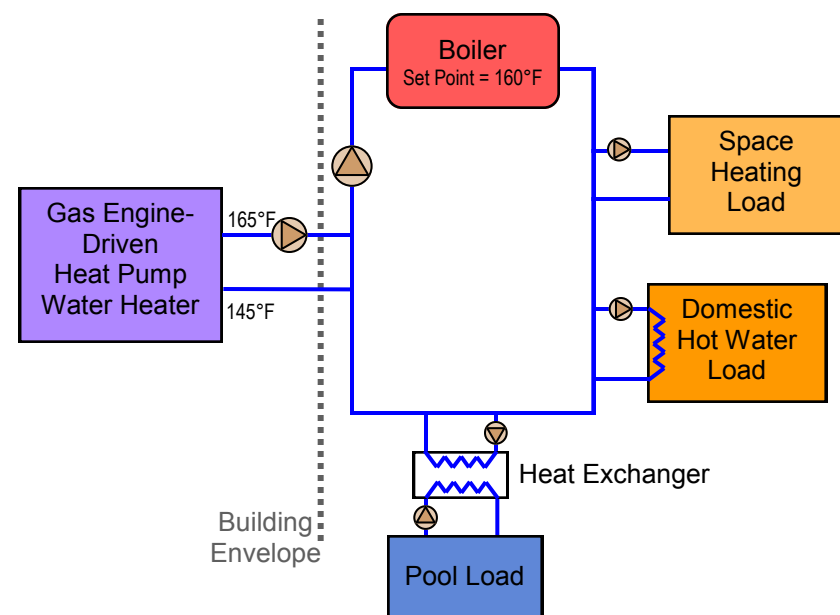 Boiler
Set Point = 160°F
Space
Heating
Load
Gas Engine-
Driven
Heat Pump
Water Heater
165°F
145°F
Domestic
Hot Water
Load
Heat Exchanger
Building
Envelope
Pool Load